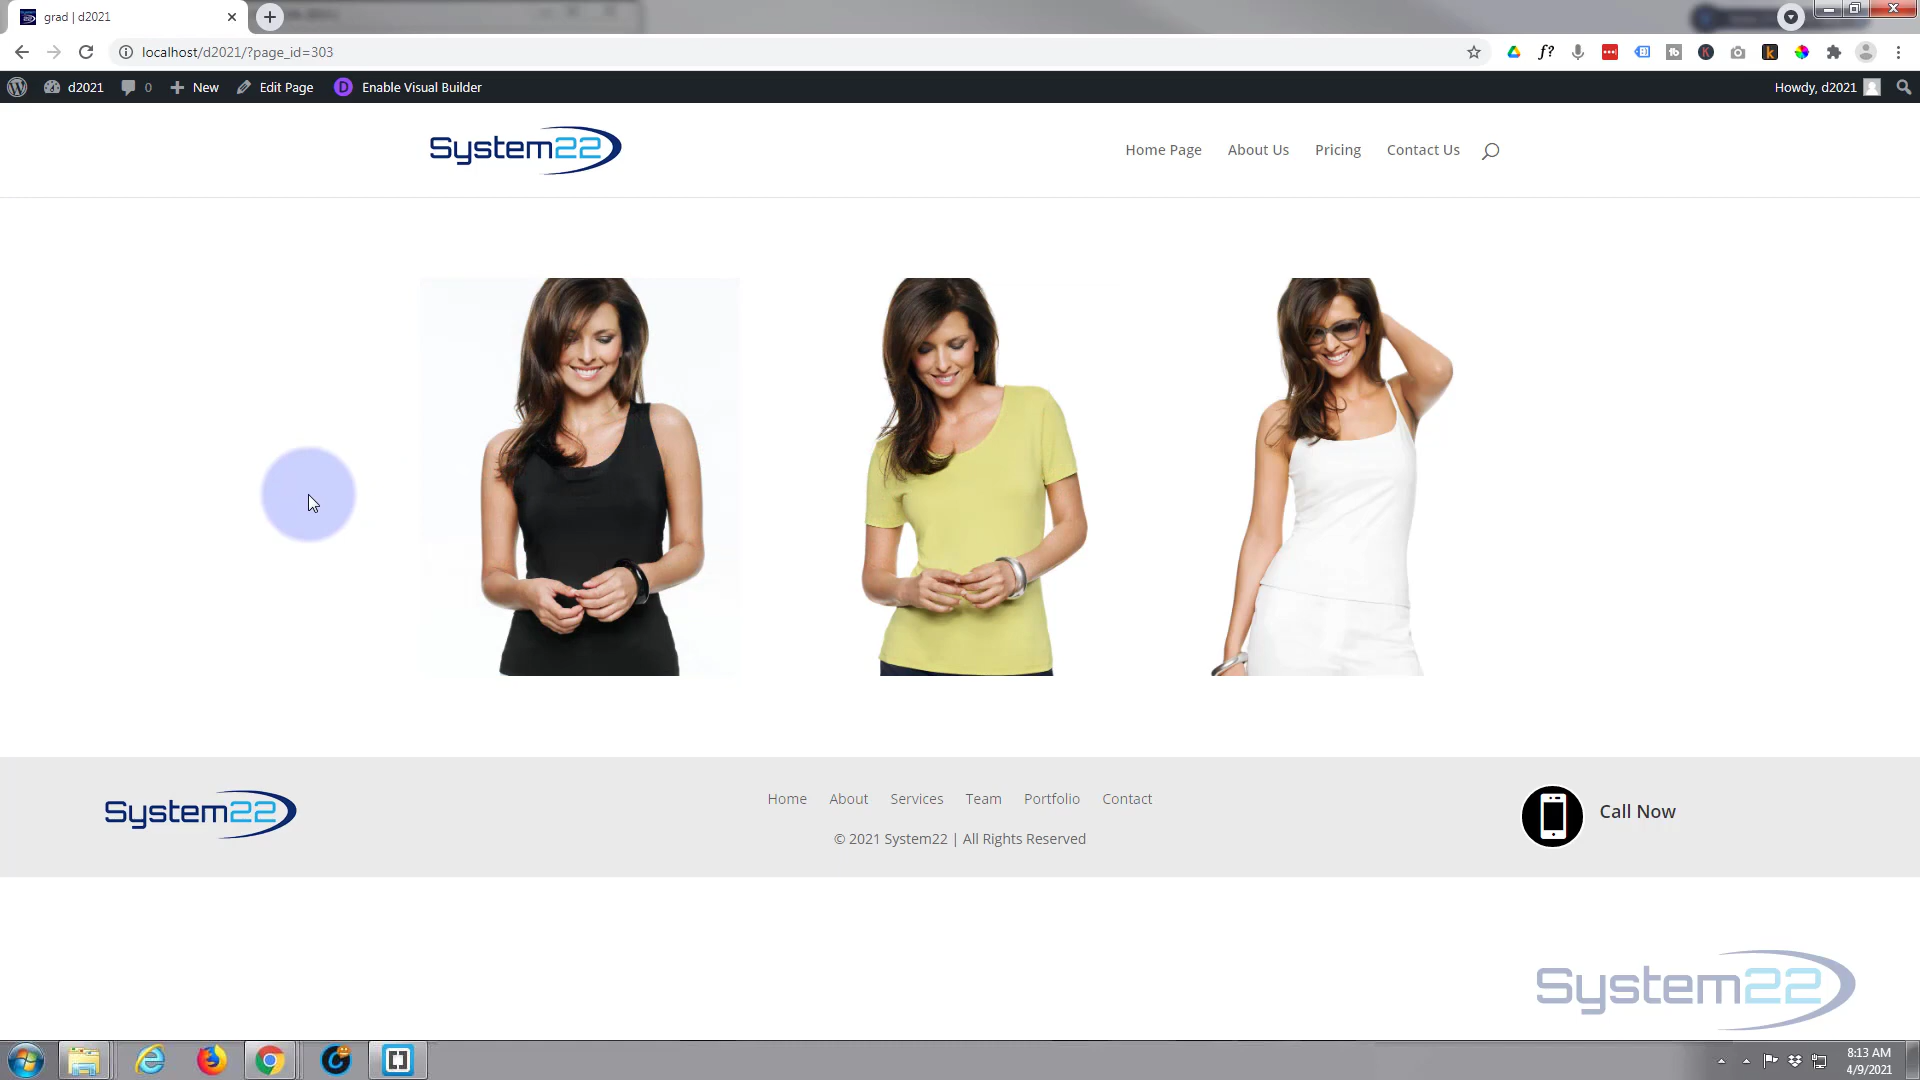 grad | d2021
localhost/d2021/?page_id=303
d2021 0 New Edit Page Enable Visual Builder Howdy, d2021
System22 Home Page About Us Pricing Contact Us
System22 Home About Services Team Portfolio Contact Call Now
© 2021 System22 | All Rights Reserved
System22
8:13 AM
4/9/2021